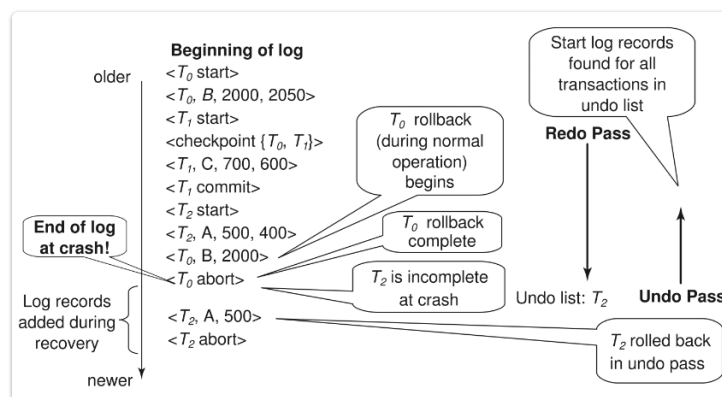 Beginning of log
older
<T0 start>
<T0, B, 2000, 2050>
<T1 start>
<checkpoint {T0, T1}>
<T1, C, 700, 600>
<T1 commit>
<T2 start>
<T2, A, 500, 400>
<T0, B, 2000>
<T0 abort>
<T2, A, 500>
<T2 abort>
newer
End of log
at crash!
Log records
added during
recovery
T0 rollback
(during normal
operation)
begins
T0 rollback
complete
T2 is incomplete
at crash
Start log records
found for all
transactions in
undo list
Redo Pass
Undo list: T2
Undo Pass
T2 rolled back
in undo pass